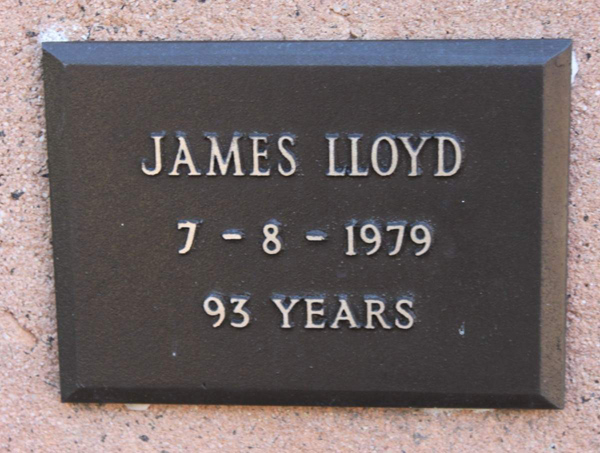 JAMES LLOYD
7 - 8 - 1979
93 YEARS